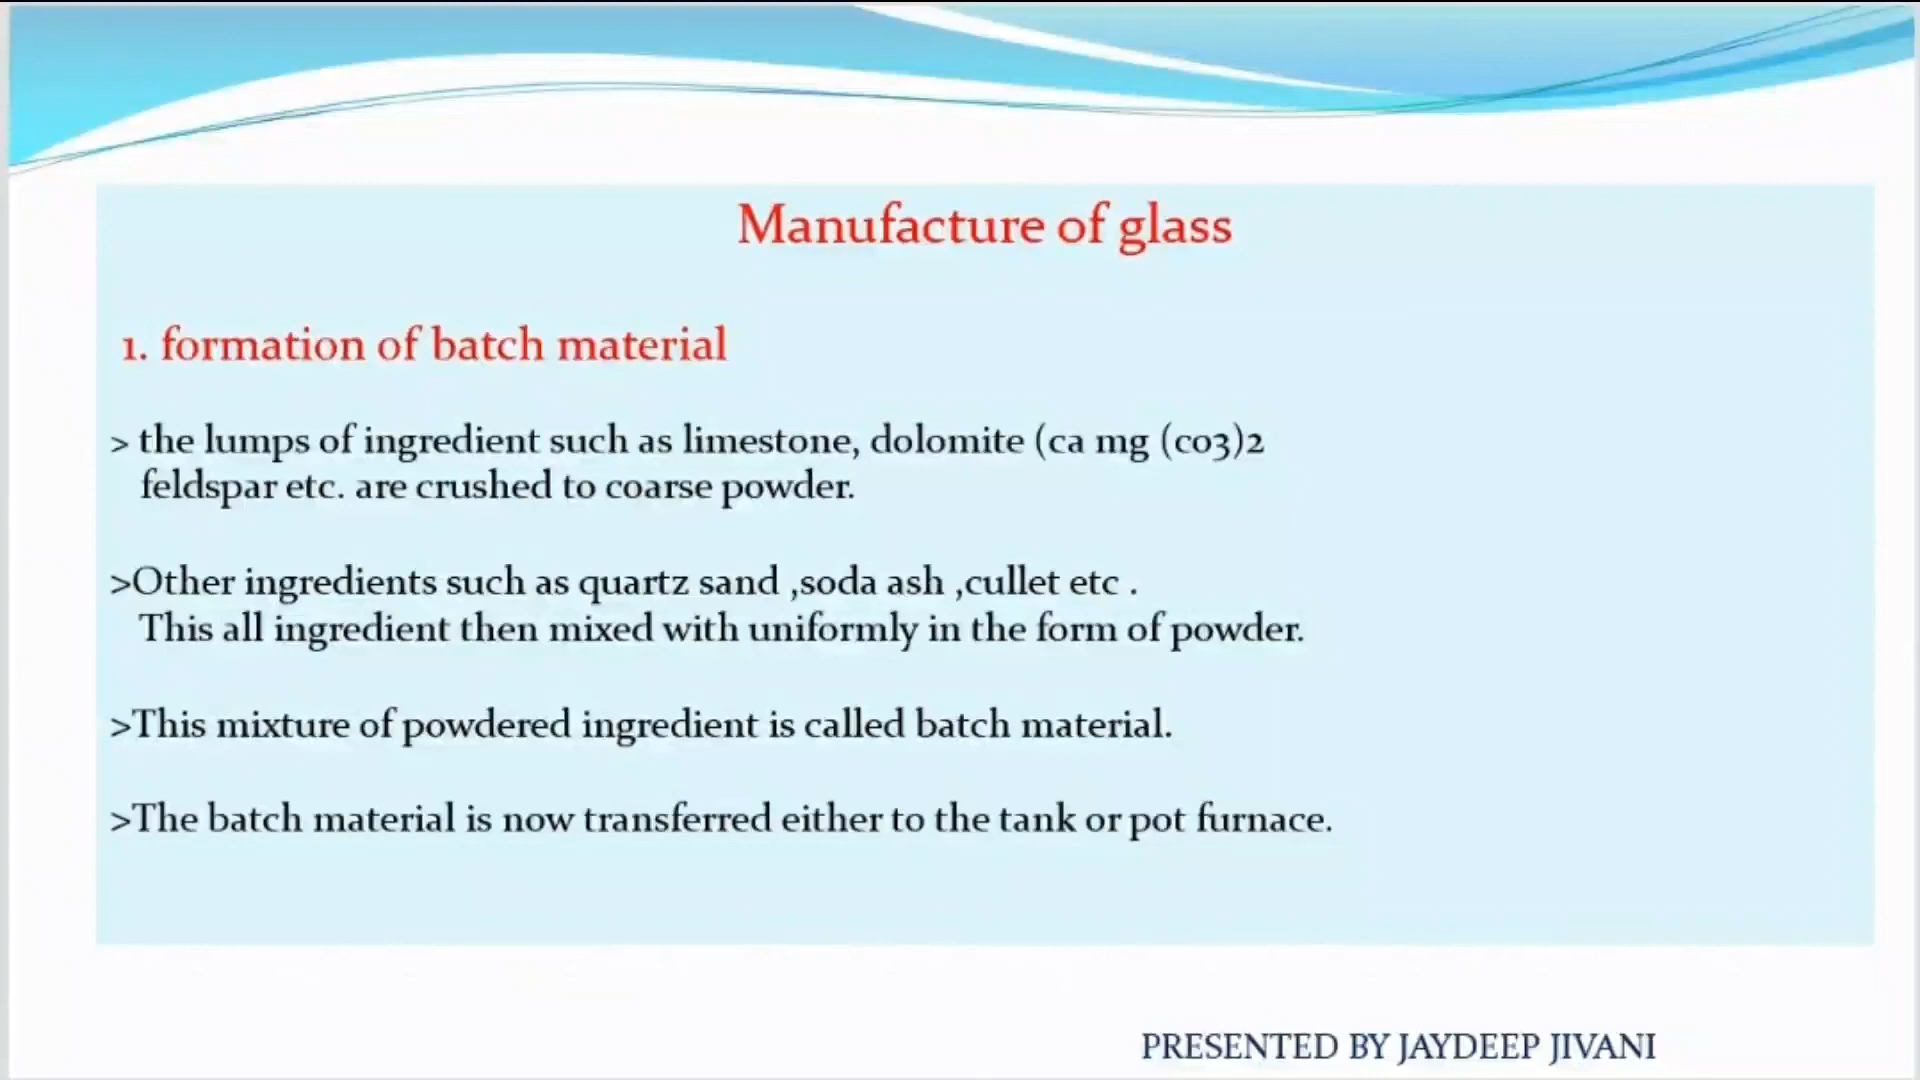 Manufacture of glass
1. formation of batch material
> the lumps of ingredient such as limestone, dolomite (ca mg (co3)2
feldspar etc. are crushed to coarse powder.
>Other ingredients such as quartz sand ,soda ash ,cullet etc .
This all ingredient then mixed with uniformly in the form of powder.
>This mixture of powdered ingredient is called batch material.
>The batch material is now transferred either to the tank or pot furnace.
PRESENTED BY JAYDEEP JIVANI